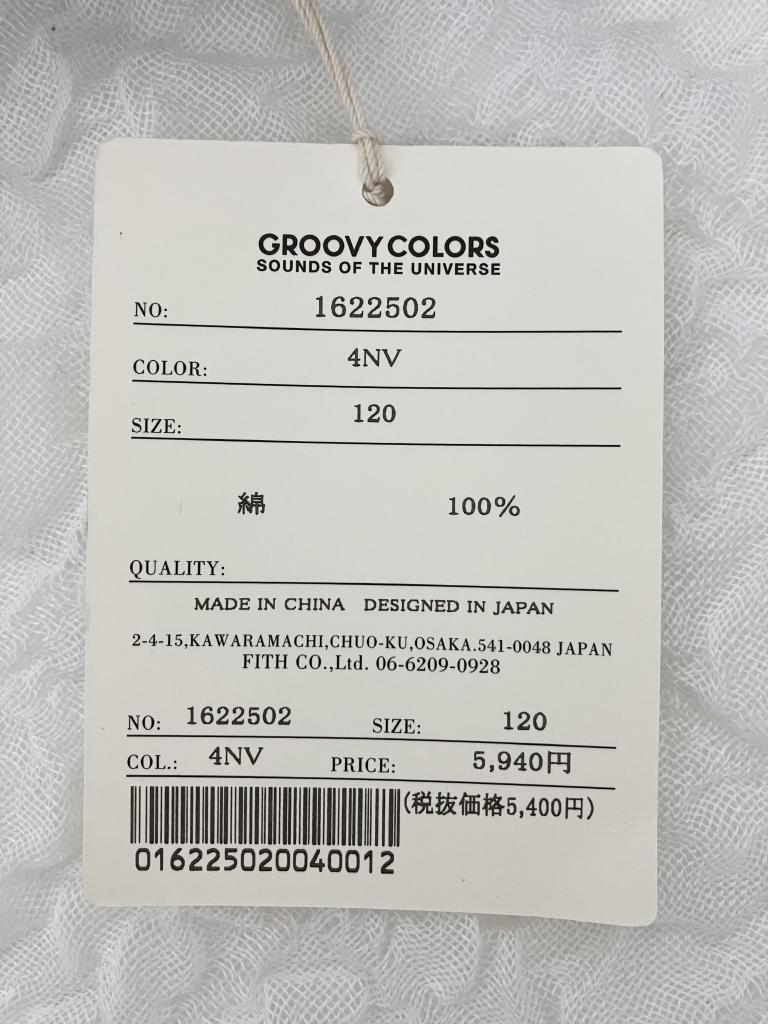 GROOVY COLORS
SOUNDS OF THE UNIVERSE
NO: 1622502
COLOR: 4NV
SIZE: 120
綿 100%
QUALITY:
MADE IN CHINA DESIGNED IN JAPAN
2-4-15,KAWARAMACHI,CHUO-KU,OSAKA.541-0048 JAPAN
FITH CO.,Ltd. 06-6209-0928
NO: 1622502 SIZE: 120
COL.: 4NV PRICE: 5,940円
(税抜価格5,400円)
016225020040012